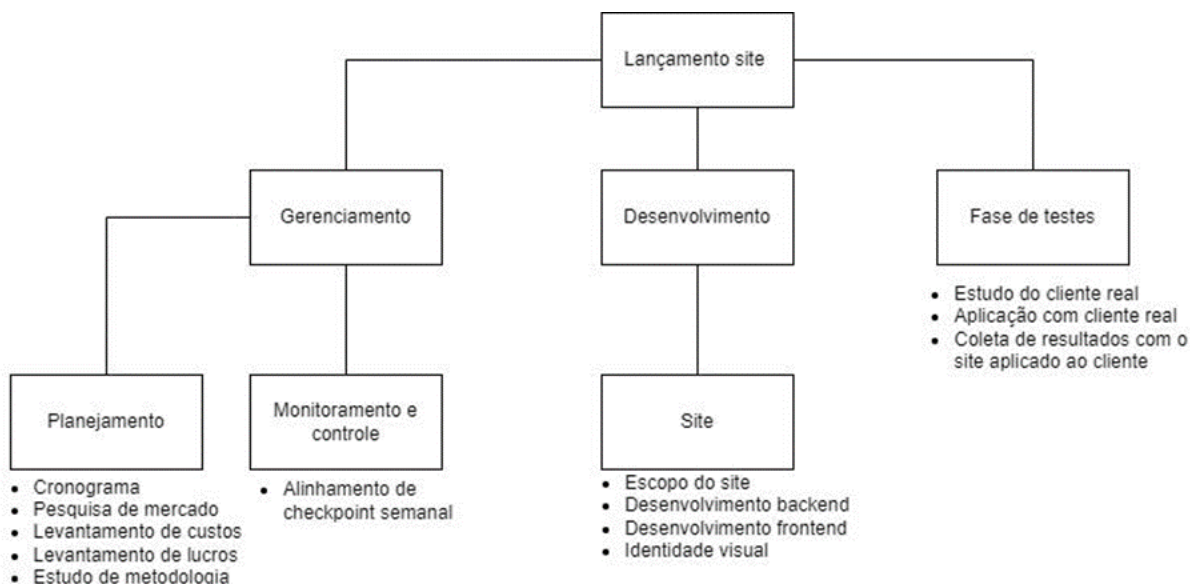 Lançamento site
Gerenciamento
Desenvolvimento
Fase de testes
• Estudo do cliente real
• Aplicação com cliente real
• Coleta de resultados com o
site aplicado ao cliente
Planejamento
Monitoramento e
controle
Site
• Cronograma
• Pesquisa de mercado
• Levantamento de custos
• Levantamento de lucros
• Estudo de metodologia
• Alinhamento de
checkpoint semanal
• Escopo do site
• Desenvolvimento backend
• Desenvolvimento frontend
• Identidade visual